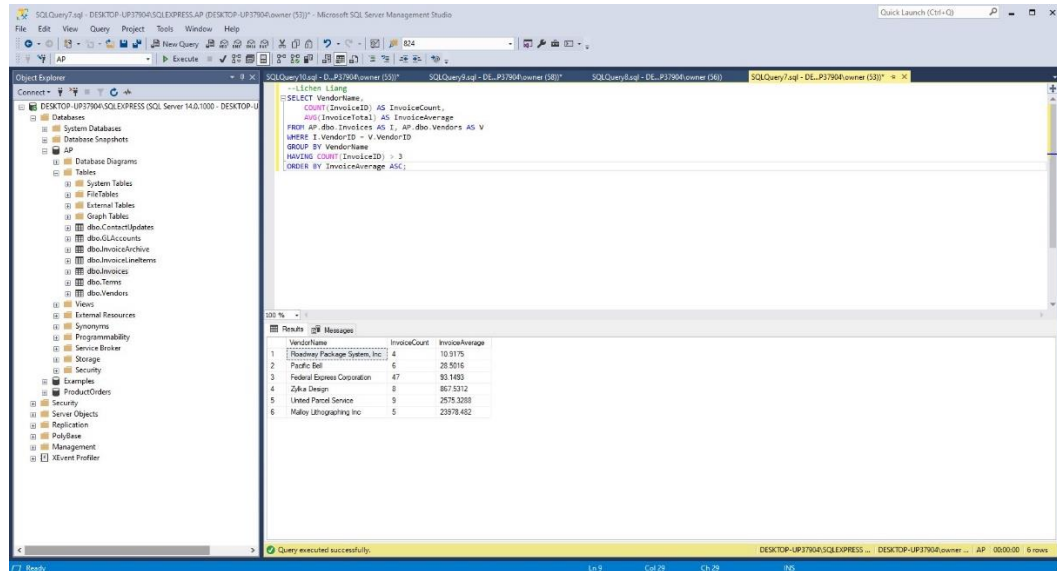 SQLQuery7.sql - DESKTOP-UP37904\SQLEXPRESS.AP (DESKTOP-UP37904\owner (53))* - Microsoft SQL Server Management Studio
Quick Launch (Ctrl+Q)
File Edit View Query Project Tools Window Help
New Query 824
AP Execute
Object Explorer
SQLQuery10.sql - D...P37904\owner (55))* SQLQuery9.sql - DE...P37904\owner (58))* SQLQuery8.sql - DE...P37904\owner (56)) SQLQuery7.sql - DE...P37904\owner (53))*
Connect
DESKTOP-UP37904\SQLEXPRESS (SQL Server 14.0.1000 - DESKTOP-U
Databases
System Databases
Database Snapshots
AP
Database Diagrams
Tables
System Tables
FileTables
External Tables
Graph Tables
dbo.ContactUpdates
dbo.GLAccounts
dbo.InvoiceArchive
dbo.InvoiceLineItems
dbo.Invoices
dbo.Terms
dbo.Vendors
Views
External Resources
Synonyms
Programmability
Service Broker
Storage
Security
Examples
ProductOrders
Security
Server Objects
Replication
PolyBase
Management
XEvent Profiler
--Lichen Liang
SELECT VendorName,
COUNT(InvoiceID) AS InvoiceCount,
AVG(InvoiceTotal) AS InvoiceAverage
FROM AP.dbo.Invoices AS I, AP.dbo.Vendors AS V
WHERE I.VendorID = V.VendorID
GROUP BY VendorName
HAVING COUNT(InvoiceID) > 3
ORDER BY InvoiceAverage ASC;
100 %
Results Messages
VendorName InvoiceCount InvoiceAverage
1 Roadway Package System, Inc 4 10.9175
2 Pacific Bell 6 28.5016
3 Federal Express Corporation 47 93.1493
4 Zylka Design 8 867.5312
5 United Parcel Service 9 2575.3288
6 Malloy Lithographing Inc 5 23978.482
Query executed successfully. DESKTOP-UP37904\SQLEXPRESS ... DESKTOP-UP37904\owner ... AP 00:00:00 6 rows
Ready Ln 9 Col 29 Ch 29 INS